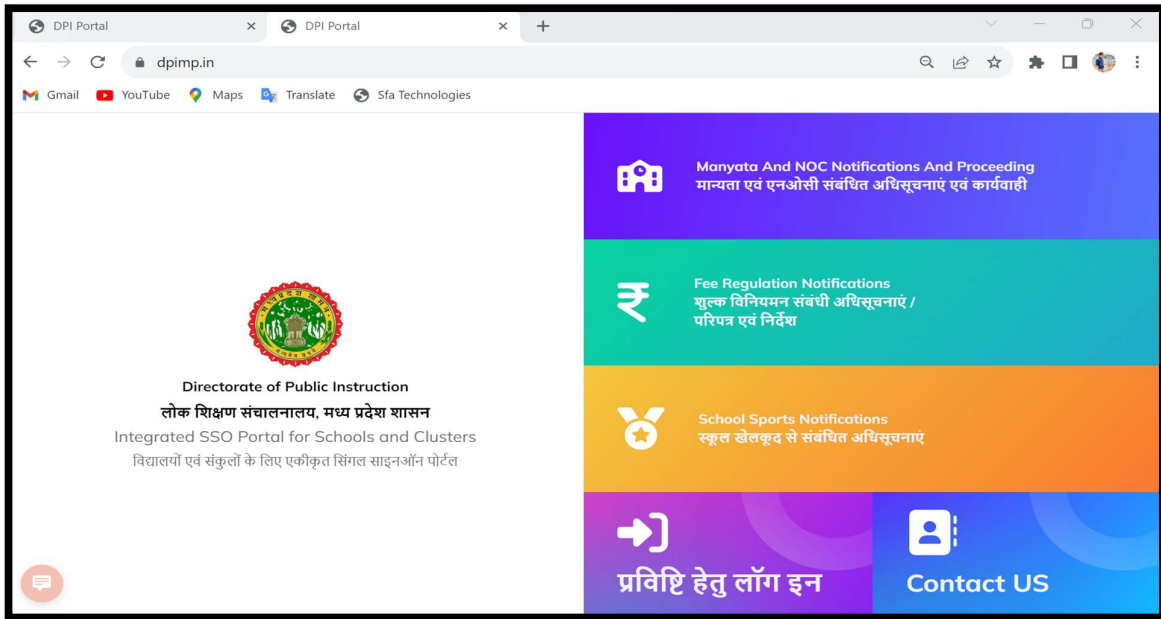 DPI Portal
DPI Portal
dpimp.in
Gmail YouTube Maps Translate Sfa Technologies
Directorate of Public Instruction
लोक शिक्षण संचालनालय, मध्य प्रदेश शासन
Integrated SSO Portal for Schools and Clusters
विद्यालयों एवं संकुलों के लिए एकीकृत सिंगल साइनऑन पोर्टल
Manyata And NOC Notifications And Proceeding
मान्यता एवं एनओसी संबंधित अधिसूचनाएं एवं कार्यवाही
Fee Regulation Notifications
शुल्क विनियमन संबंधी अधिसूचनाएं /
परिपत्र एवं निर्देश
School Sports Notifications
स्कूल खेलकूद से संबंधित अधिसूचनाएं
प्रविष्टि हेतु लॉग इन
Contact US